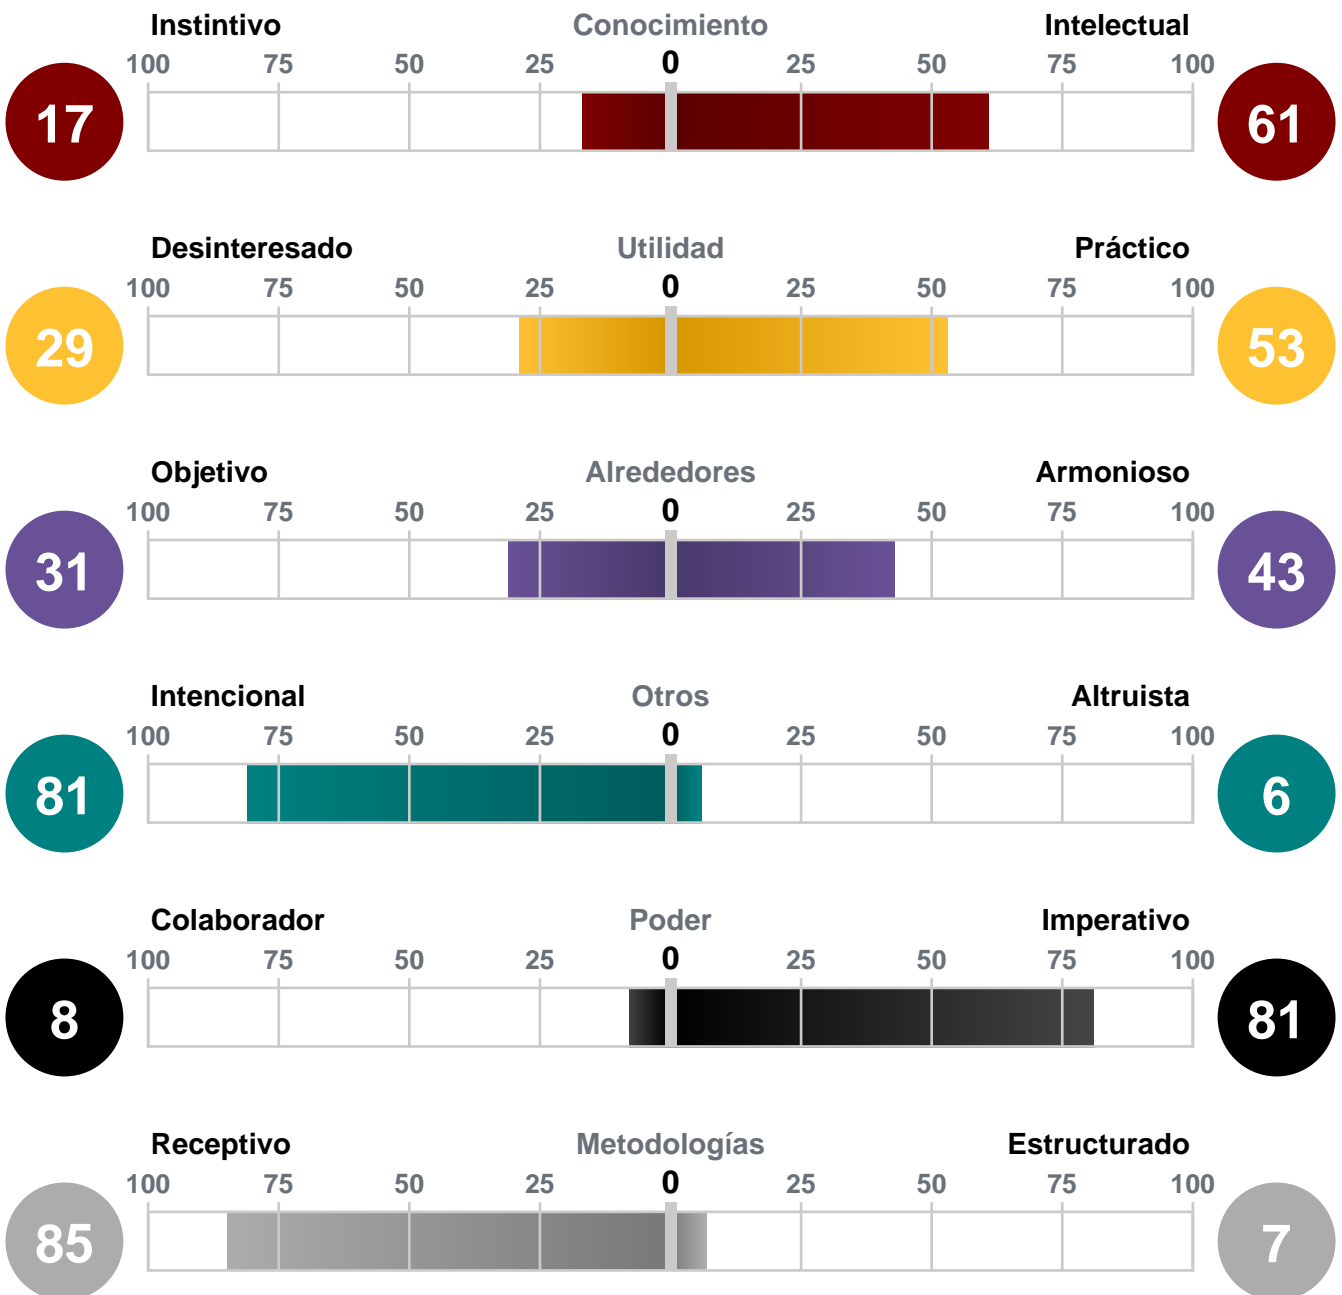 Instintivo Conocimiento Intelectual
100 75 50 25 0 25 50 75 100
17 61
Desinteresado Utilidad Práctico
100 75 50 25 0 25 50 75 100
29 53
Objetivo Alrededores Armonioso
100 75 50 25 0 25 50 75 100
31 43
Intencional Otros Altruista
100 75 50 25 0 25 50 75 100
81 6
Colaborador Poder Imperativo
100 75 50 25 0 25 50 75 100
8 81
Receptivo Metodologías Estructurado
100 75 50 25 0 25 50 75 100
85 7